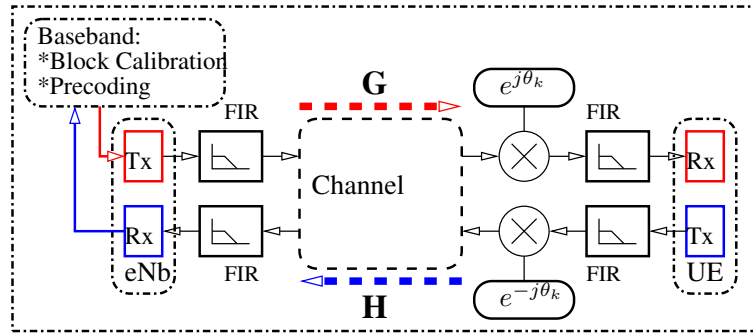 Baseband:
*Block Calibration
*Precoding
G
e^{jθ_k}
FIR
FIR
Tx
Rx
Channel
Rx
Tx
eNb
FIR
FIR
UE
H
e^{-jθ_k}